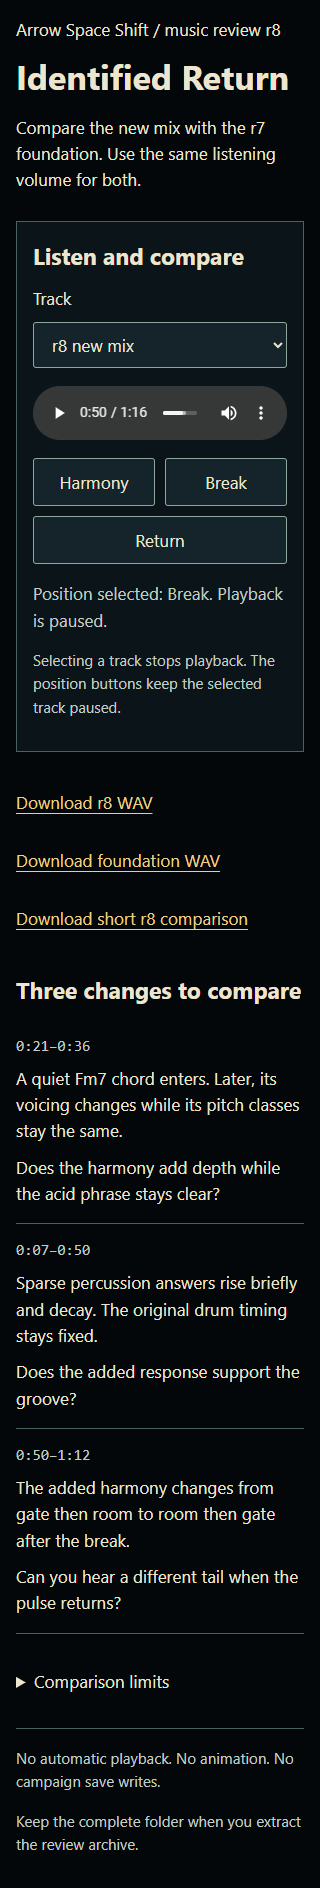 Arrow Space Shift / music review r8
Identified Return
Compare the new mix with the r7
foundation. Use the same listening
volume for both.
Listen and compare
Track
r8 new mix
0:50 / 1:16
Harmony
Break
Return
Position selected: Break. Playback
is paused.
Selecting a track stops playback. The
position buttons keep the selected
track paused.
Download r8 WAV
Download foundation WAV
Download short r8 comparison
Three changes to compare
0:21–0:36
A quiet Fm7 chord enters. Later, its
voicing changes while its pitch classes
stay the same.
Does the harmony add depth while
the acid phrase stays clear?
0:07–0:50
Sparse percussion answers rise briefly
and decay. The original drum timing
stays fixed.
Does the added response support the
groove?
0:50–1:12
The added harmony changes from
gate then room to room then gate
after the break.
Can you hear a different tail when the
pulse returns?
Comparison limits
No automatic playback. No animation. No
campaign save writes.
Keep the complete folder when you extract
the review archive.